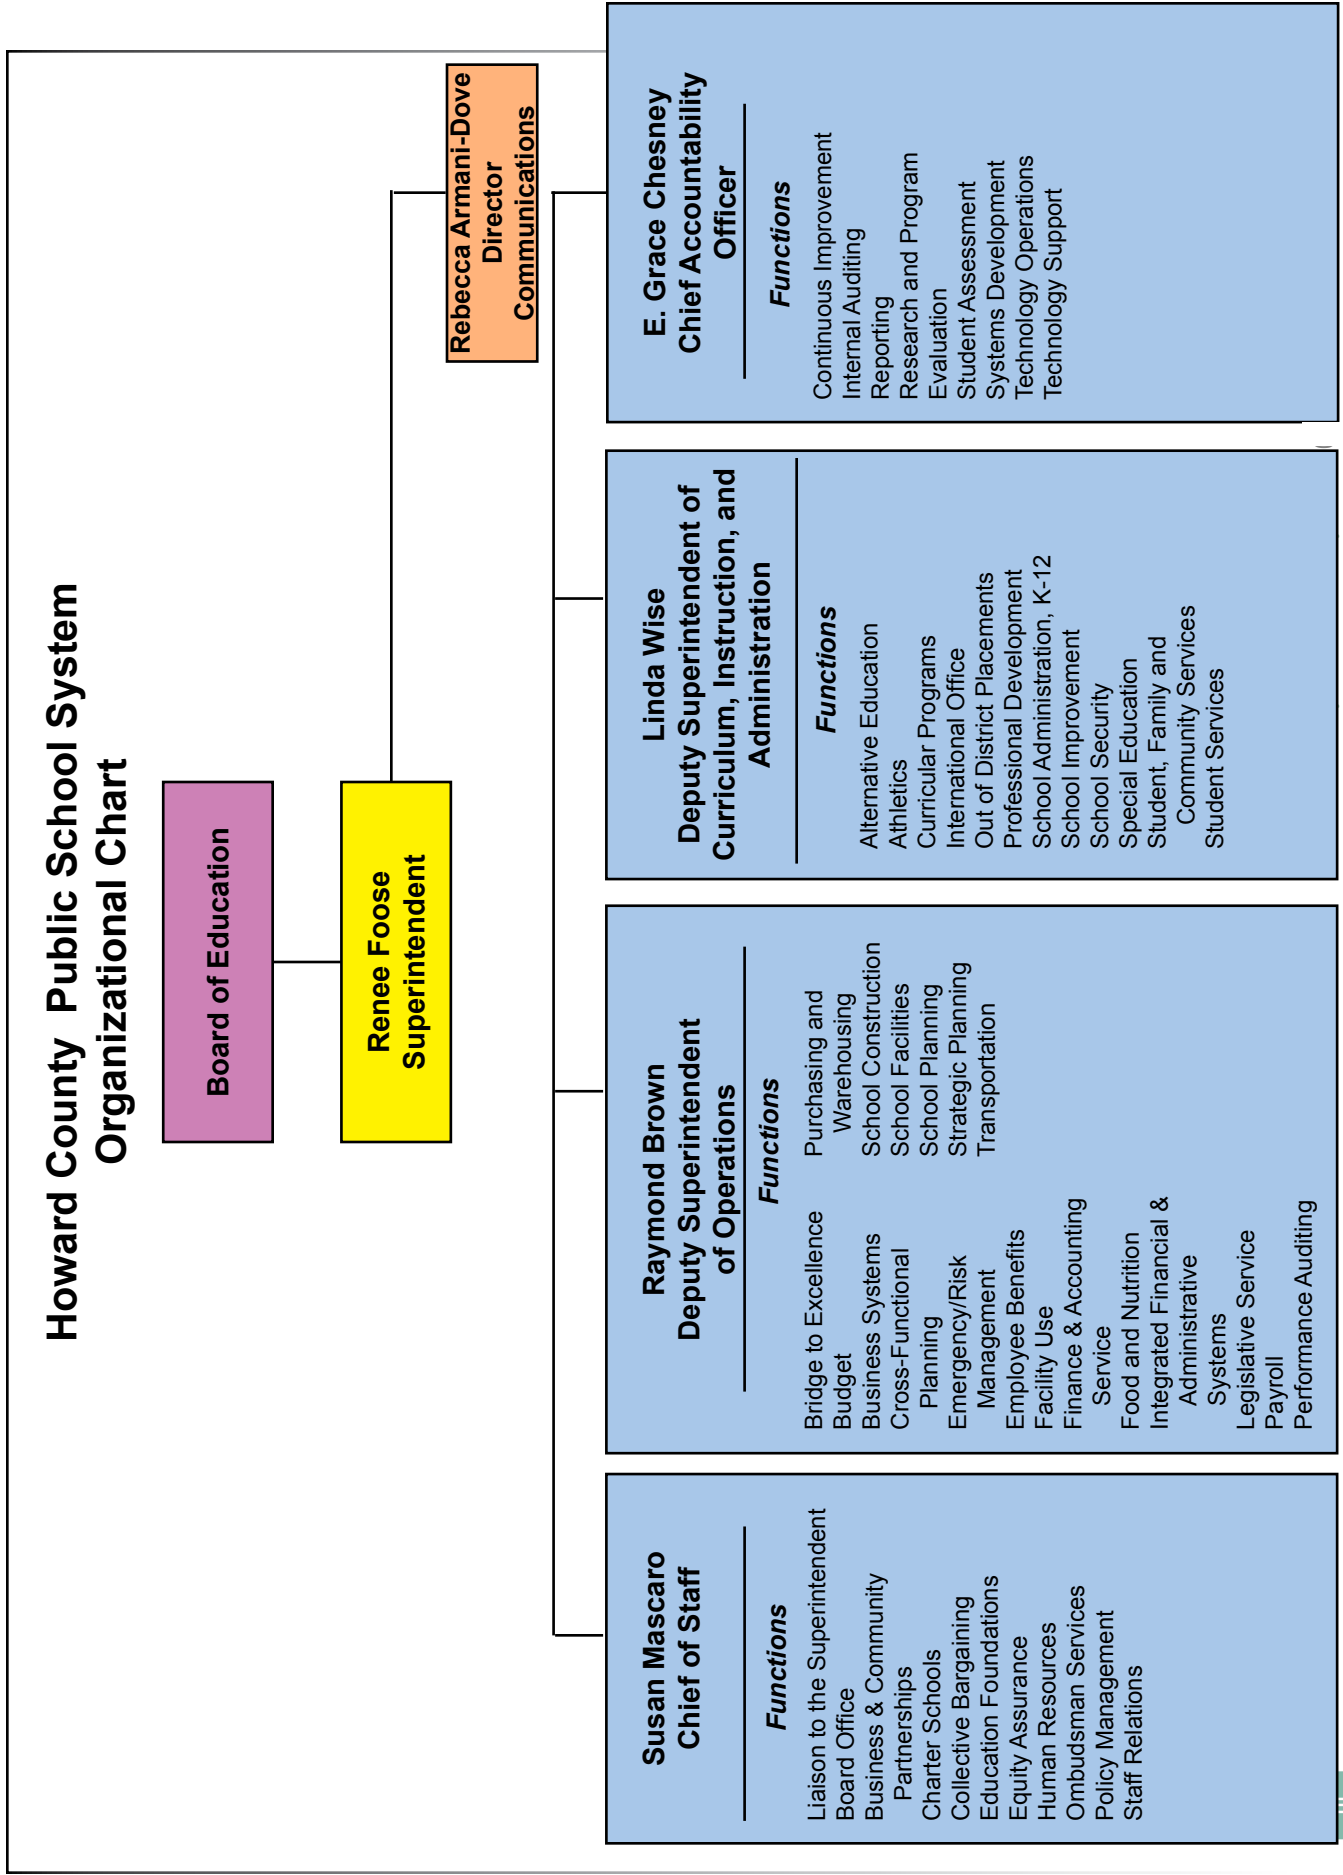 Howard County  Public School System
Organizational Chart
Board of Education
Renee Foose
Superintendent
Rebecca Armani-Dove
Director
Communications
Susan Mascaro
Chief of Staff
Functions
Liaison to the Superintendent
Board Office
Business & Community
Partnerships
Charter Schools
Collective Bargaining
Education Foundations
Equity Assurance
Human Resources
Ombudsman Services
Policy Management
Staff Relations
Raymond Brown
Deputy Superintendent
of Operations
Functions
Bridge to Excellence
Budget
Business Systems
Cross-Functional
Planning
Emergency/Risk
Management
Employee Benefits
Facility Use
Finance & Accounting
Service
Food and Nutrition
Integrated Financial &
Administrative
Systems
Legislative Service
Payroll
Performance Auditing
Purchasing and
Warehousing
School Construction
School Facilities
School Planning
Strategic Planning
Transportation
Linda Wise
Deputy Superintendent of
Curriculum, Instruction, and
Administration
Functions
Alternative Education
Athletics
Curricular Programs
International Office
Out of District Placements
Professional Development
School Administration, K-12
School Improvement
School Security
Special Education
Student, Family and
Community Services
Student Services
E. Grace Chesney
Chief Accountability
Officer
Functions
Continuous Improvement
Internal Auditing
Reporting
Research and Program
Evaluation
Student Assessment
Systems Development
Technology Operations
Technology Support